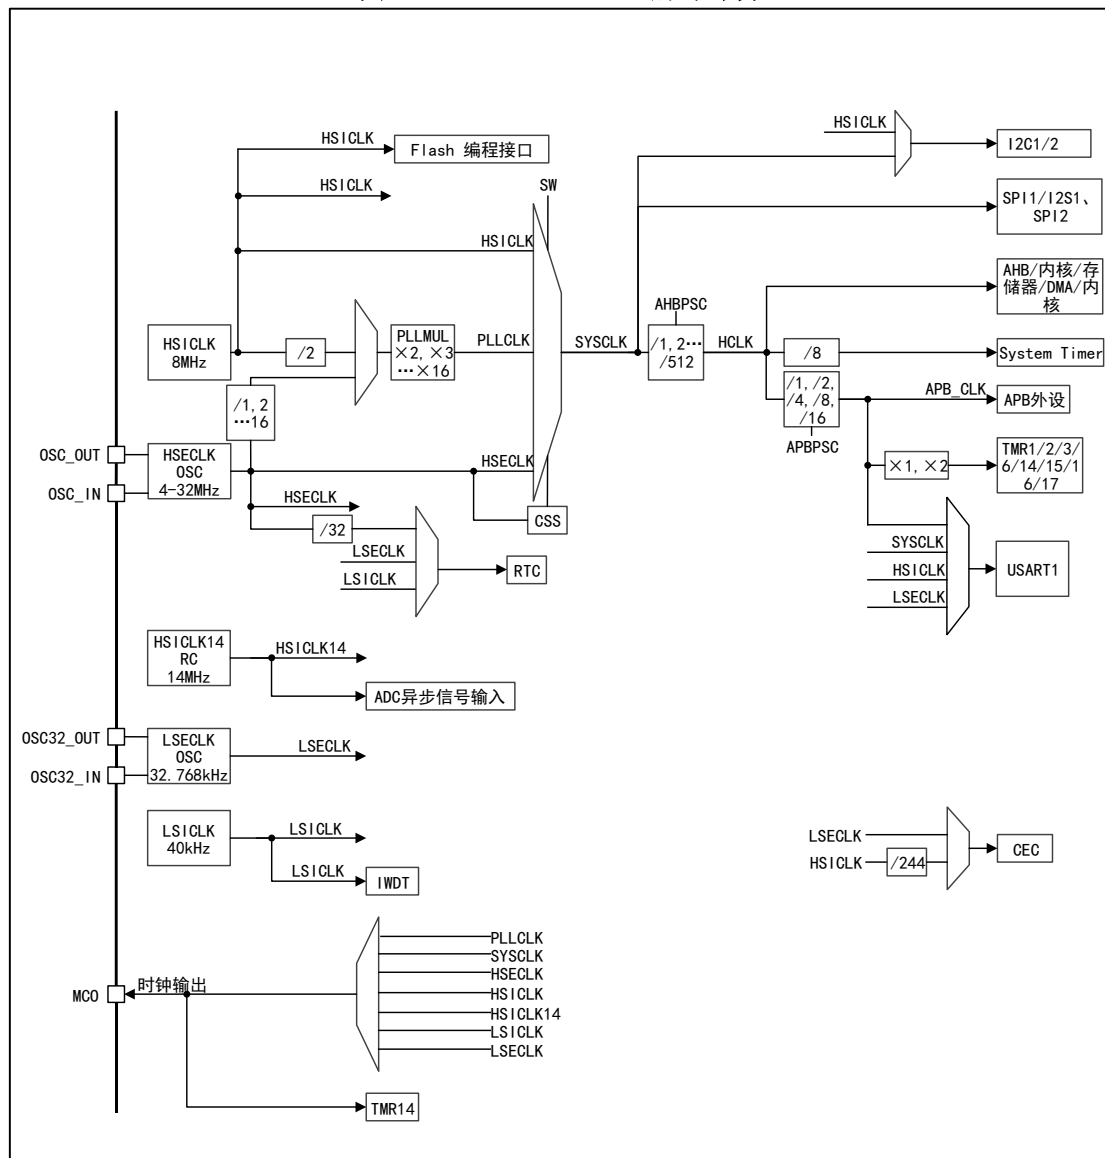 HSICLK
Flash 编程接口
HSICLK
SW
HSICLK
HSICLK
8MHz
/2
PLLMUL
×2, ×3
…×16
PLLCLK
/1, 2
…16
OSC_OUT
OSC_IN
HSECLK
OSC
4-32MHz
HSECLK
HSECLK
CSS
/32
LSECLK
LSICLK
RTC
SYSCLK
AHBPSC
/1, 2…
/512
HCLK
HSICLK
I2C1/2
SPI1/I2S1、
SPI2
AHB/内核/存
储器/DMA/内
核
/8
System Timer
/1, /2,
/4, /8,
/16
APBPSC
APB_CLK
APB外设
×1, ×2
TMR1/2/3/
6/14/15/1
6/17
SYSCLK
HSICLK
LSECLK
USART1
HSICLK14
RC
14MHz
HSICLK14
ADC异步信号输入
OSC32_OUT
OSC32_IN
LSECLK
OSC
32.768kHz
LSECLK
LSICLK
40kHz
LSICLK
LSICLK
IWDT
LSECLK
HSICLK
/244
CEC
MCO
时钟输出
PLLCLK
SYSCLK
HSECLK
HSICLK
HSICLK14
LSICLK
LSECLK
TMR14